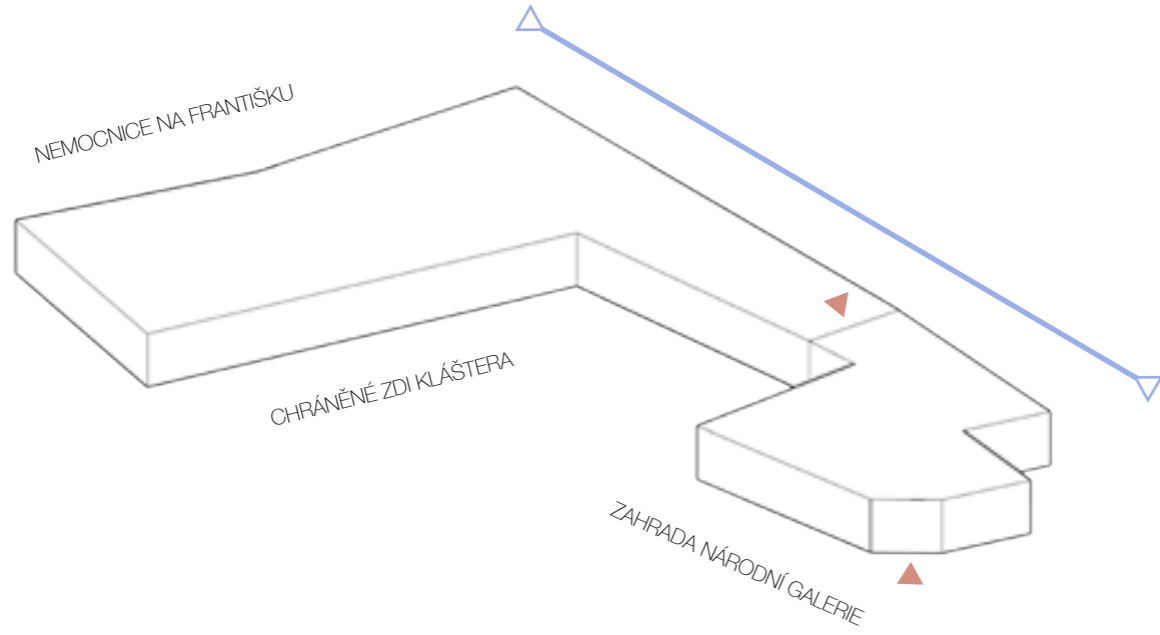 NEMOCNICE NA FRANTIŠKU
CHRÁNĚNÉ ZDI KLÁŠTERA
ZAHRADA NÁRODNÍ GALERIE